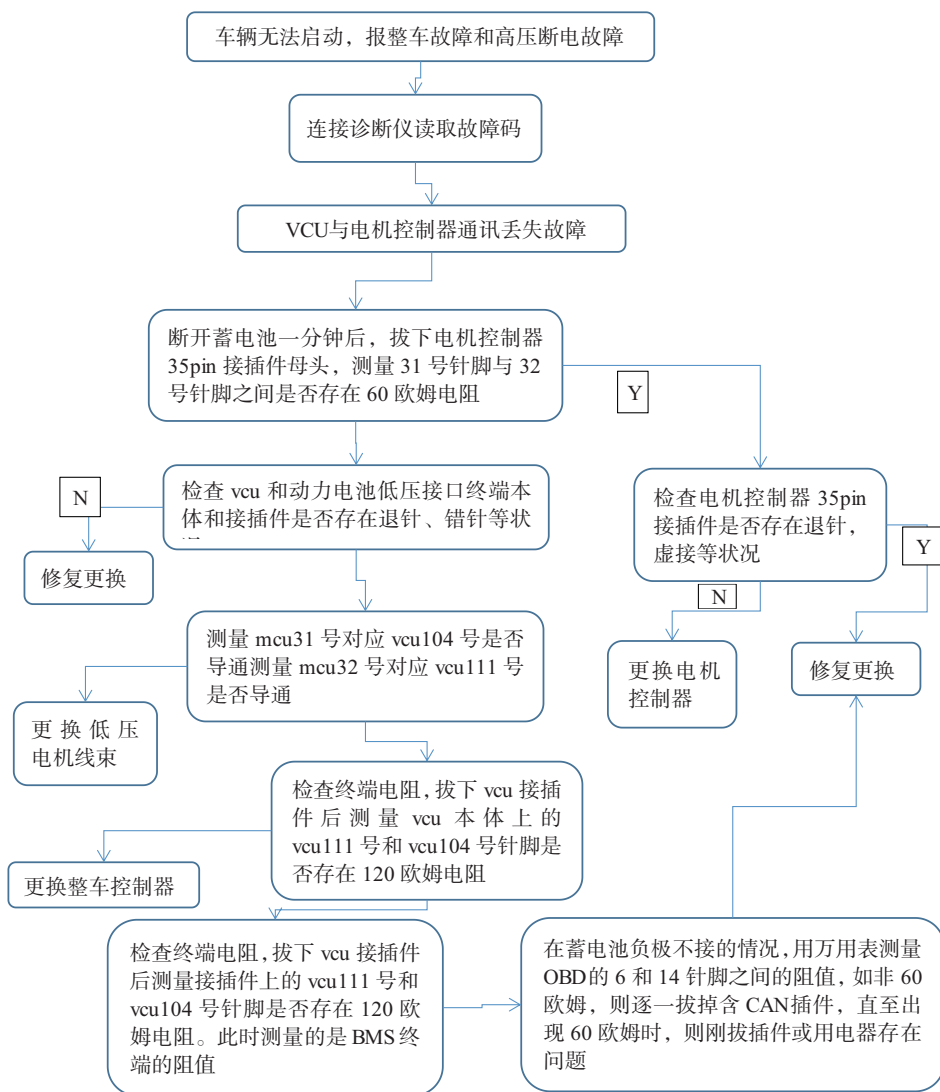 车辆无法启动，报整车故障和高压断电故障
连接诊断仪读取故障码
VCU与电机控制器通讯丢失故障
断开蓄电池一分钟后，拔下电机控制器
35pin 接插件母头，测量 31 号针脚与 32
号针脚之间是否存在 60 欧姆电阻
Y
N
检查 vcu 和动力电池低压接口终端本
体和接插件是否存在退针、错针等状
修复更换
检查电机控制器 35pin
接插件是否存在退针，
虚接等状况
Y
N
更换电机
控制器
修复更换
测量 mcu31 号对应 vcu104 号是否
导通测量 mcu32 号对应 vcu111 号
是否导通
更换低压
电机线束
检查终端电阻，拔下 vcu 接插
件后测量 vcu 本体上的
vcu111 号和 vcu104 号针脚是
否存在 120 欧姆电阻
更换整车控制器
检查终端电阻，拔下 vcu 接插件
后测量接插件上的 vcu111 号和
vcu104 号针脚是否存在 120 欧
姆电阻。此时测量的是 BMS 终
端的阻值
在蓄电池负极不接的情况，用万用表测量
OBD的 6 和 14 针脚之间的阻值，如非 60
欧姆，则逐一拔掉含 CAN插件，直至出
现 60 欧姆时，则刚拔插件或用电器存在
问题